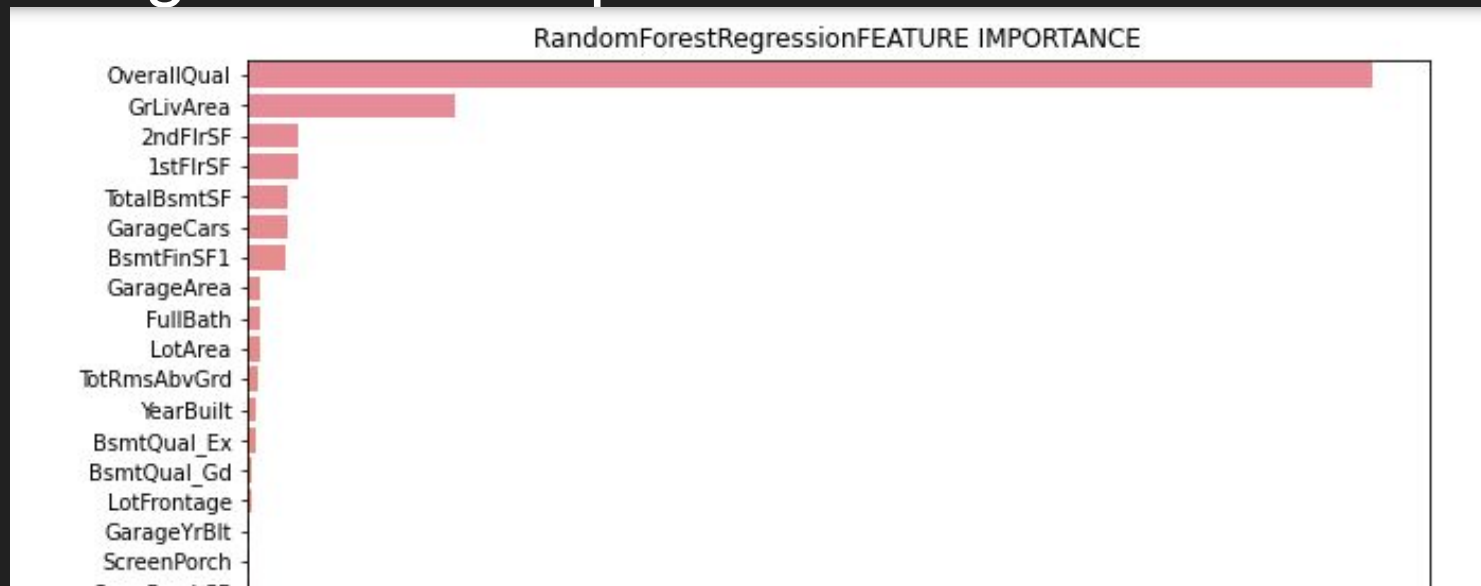 RandomForestRegressionFEATURE IMPORTANCE
OverallQual
GrLivArea
2ndFlrSF
1stFlrSF
TotalBsmtSF
GarageCars
BsmtFinSF1
GarageArea
FullBath
LotArea
TotRmsAbvGrd
YearBuilt
BsmtQual_Ex
BsmtQual_Gd
LotFrontage
GarageYrBlt
ScreenPorch